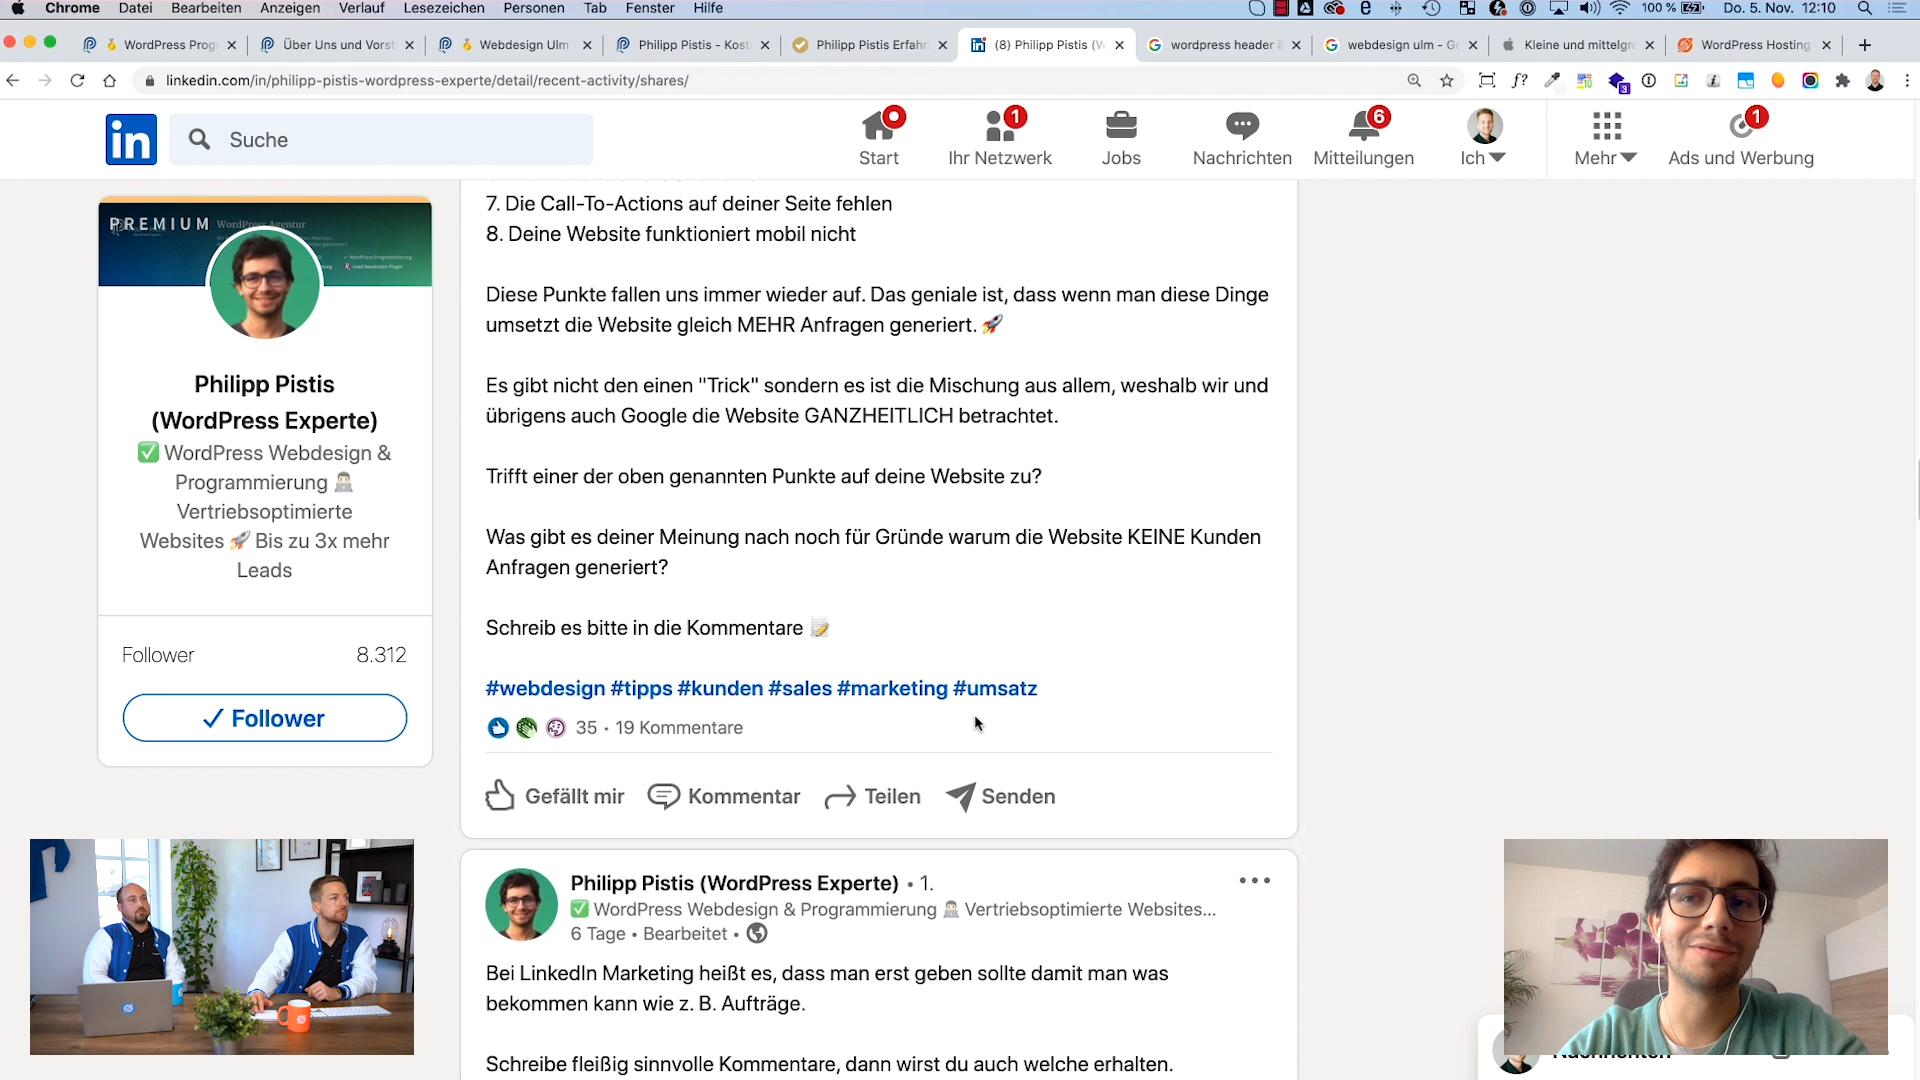 Chrome Datei Bearbeiten Anzeigen Verlauf Lesezeichen Personen Tab Fenster Hilfe 100 % Do. 5. Nov. 12:10
WordPress Prog Über Uns und Vorst Webdesign Ulm Philipp Pistis - Kost Philipp Pistis Erfahr (8) Philipp Pistis (W wordpress header webdesign ulm - G Kleine und mittelgr WordPress Hosting
linkedin.com/in/philipp-pistis-wordpress-experte/detail/recent-activity/shares/
Suche
Start
Ihr Netzwerk 1
Jobs
Nachrichten
Mitteilungen 6
Ich
Mehr
Ads und Werbung 1
PREMIUM
WordPress Agentur
Philipp Pistis
(WordPress Experte)
✅ WordPress Webdesign &
Programmierung 👨🏻‍💻
Vertriebsoptimierte
Websites 🚀 Bis zu 3x mehr
Leads
Follower 8.312
✓ Follower
7. Die Call-To-Actions auf deiner Seite fehlen
8. Deine Website funktioniert mobil nicht
Diese Punkte fallen uns immer wieder auf. Das geniale ist, dass wenn man diese Dinge
umsetzt die Website gleich MEHR Anfragen generiert. 🚀
Es gibt nicht den einen "Trick" sondern es ist die Mischung aus allem, weshalb wir und
übrigens auch Google die Website GANZHEITLICH betrachtet.
Trifft einer der oben genannten Punkte auf deine Website zu?
Was gibt es deiner Meinung nach noch für Gründe warum die Website KEINE Kunden
Anfragen generiert?
Schreib es bitte in die Kommentare 📝
#webdesign #tipps #kunden #sales #marketing #umsatz
35 • 19 Kommentare
Gefällt mir Kommentar Teilen Senden
Philipp Pistis (WordPress Experte) • 1.
✅ WordPress Webdesign & Programmierung 👨🏻‍💻 Vertriebsoptimierte Websites...
6 Tage • Bearbeitet •
Bei LinkedIn Marketing heißt es, dass man erst geben sollte damit man was
bekommen kann wie z. B. Aufträge.
Schreibe fleißig sinnvolle Kommentare, dann wirst du auch welche erhalten.
Nachrichten